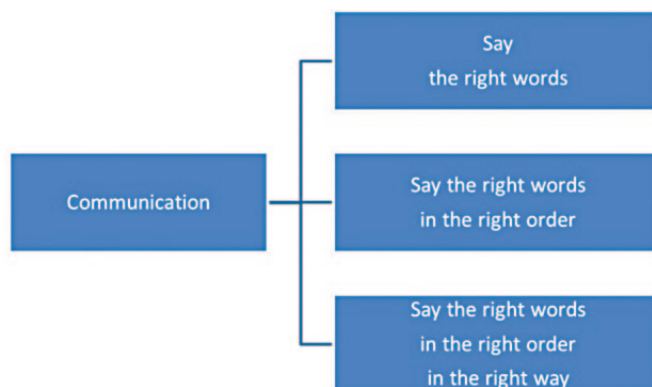 Communication
Say
the right words
Say the right words
in the right order
Say the right words
in the right order
in the right way